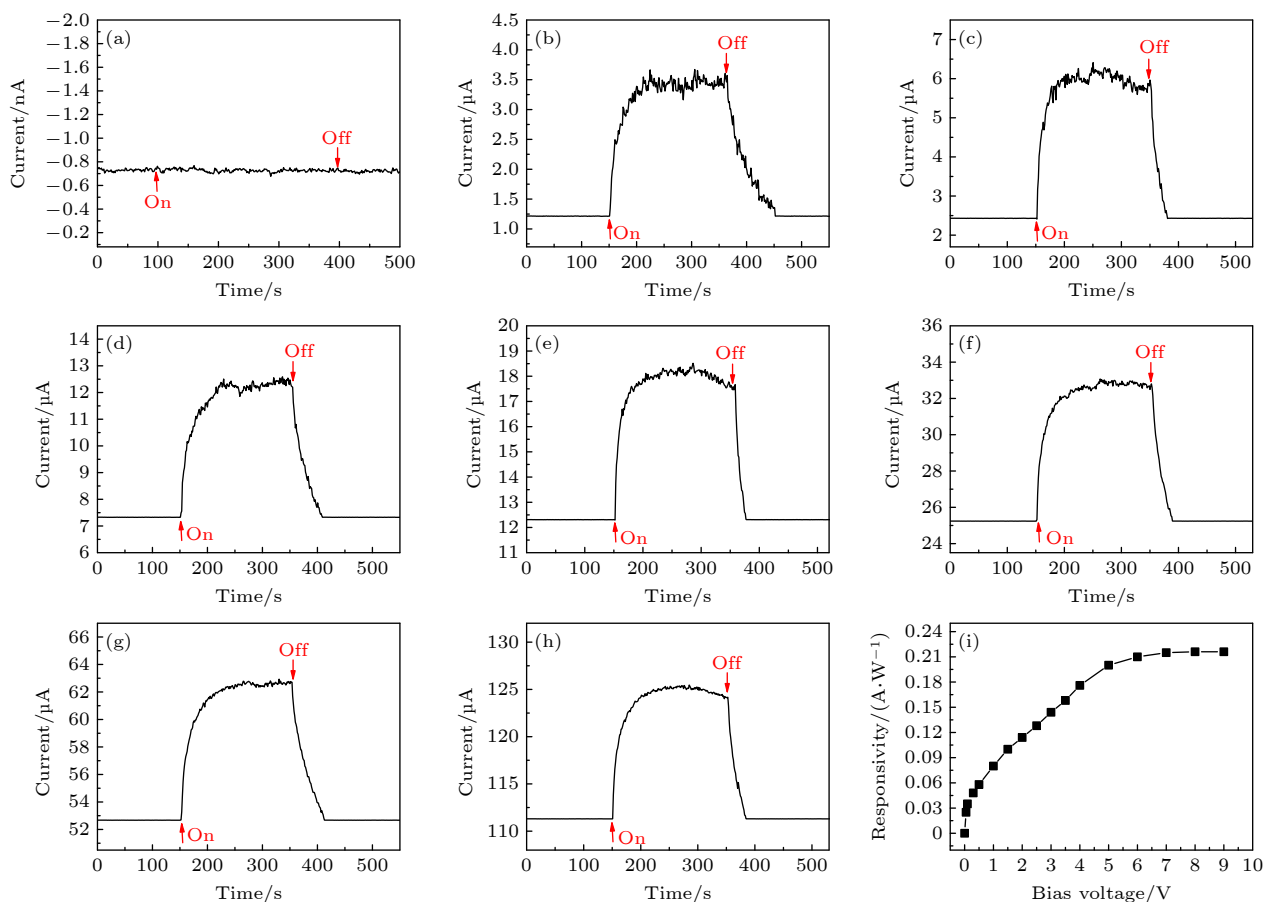 (a)
−2.0
−1.8
−1.6
−1.4
−1.2
−1.0
−0.8
−0.6
−0.4
−0.2
Current/nA
On
Off
0 100 200 300 400 500
Time/s
(b)
4.5
4.0
3.5
3.0
2.5
2.0
1.5
1.0
Current/µA
On
Off
0 100 200 300 400 500
Time/s
(c)
7
6
5
4
3
2
Current/µA
On
Off
0 100 200 300 400 500
Time/s
(d)
14
13
12
11
10
9
8
7
6
Current/µA
On
Off
0 100 200 300 400 500
Time/s
(e)
20
19
18
17
16
15
14
13
12
11
Current/µA
On
Off
0 100 200 300 400 500
Time/s
(f)
36
34
32
30
28
26
24
Current/µA
On
Off
0 100 200 300 400 500
Time/s
(g)
66
64
62
60
58
56
54
52
Current/µA
On
Off
0 100 200 300 400 500
Time/s
(h)
130
125
120
115
110
Current/µA
On
Off
0 100 200 300 400 500
Time/s
(i)
0.24
0.21
0.18
0.15
0.12
0.09
0.06
0.03
0
Responsivity/(A·W⁻¹)
0 1 2 3 4 5 6 7 8 9 10
Bias voltage/V